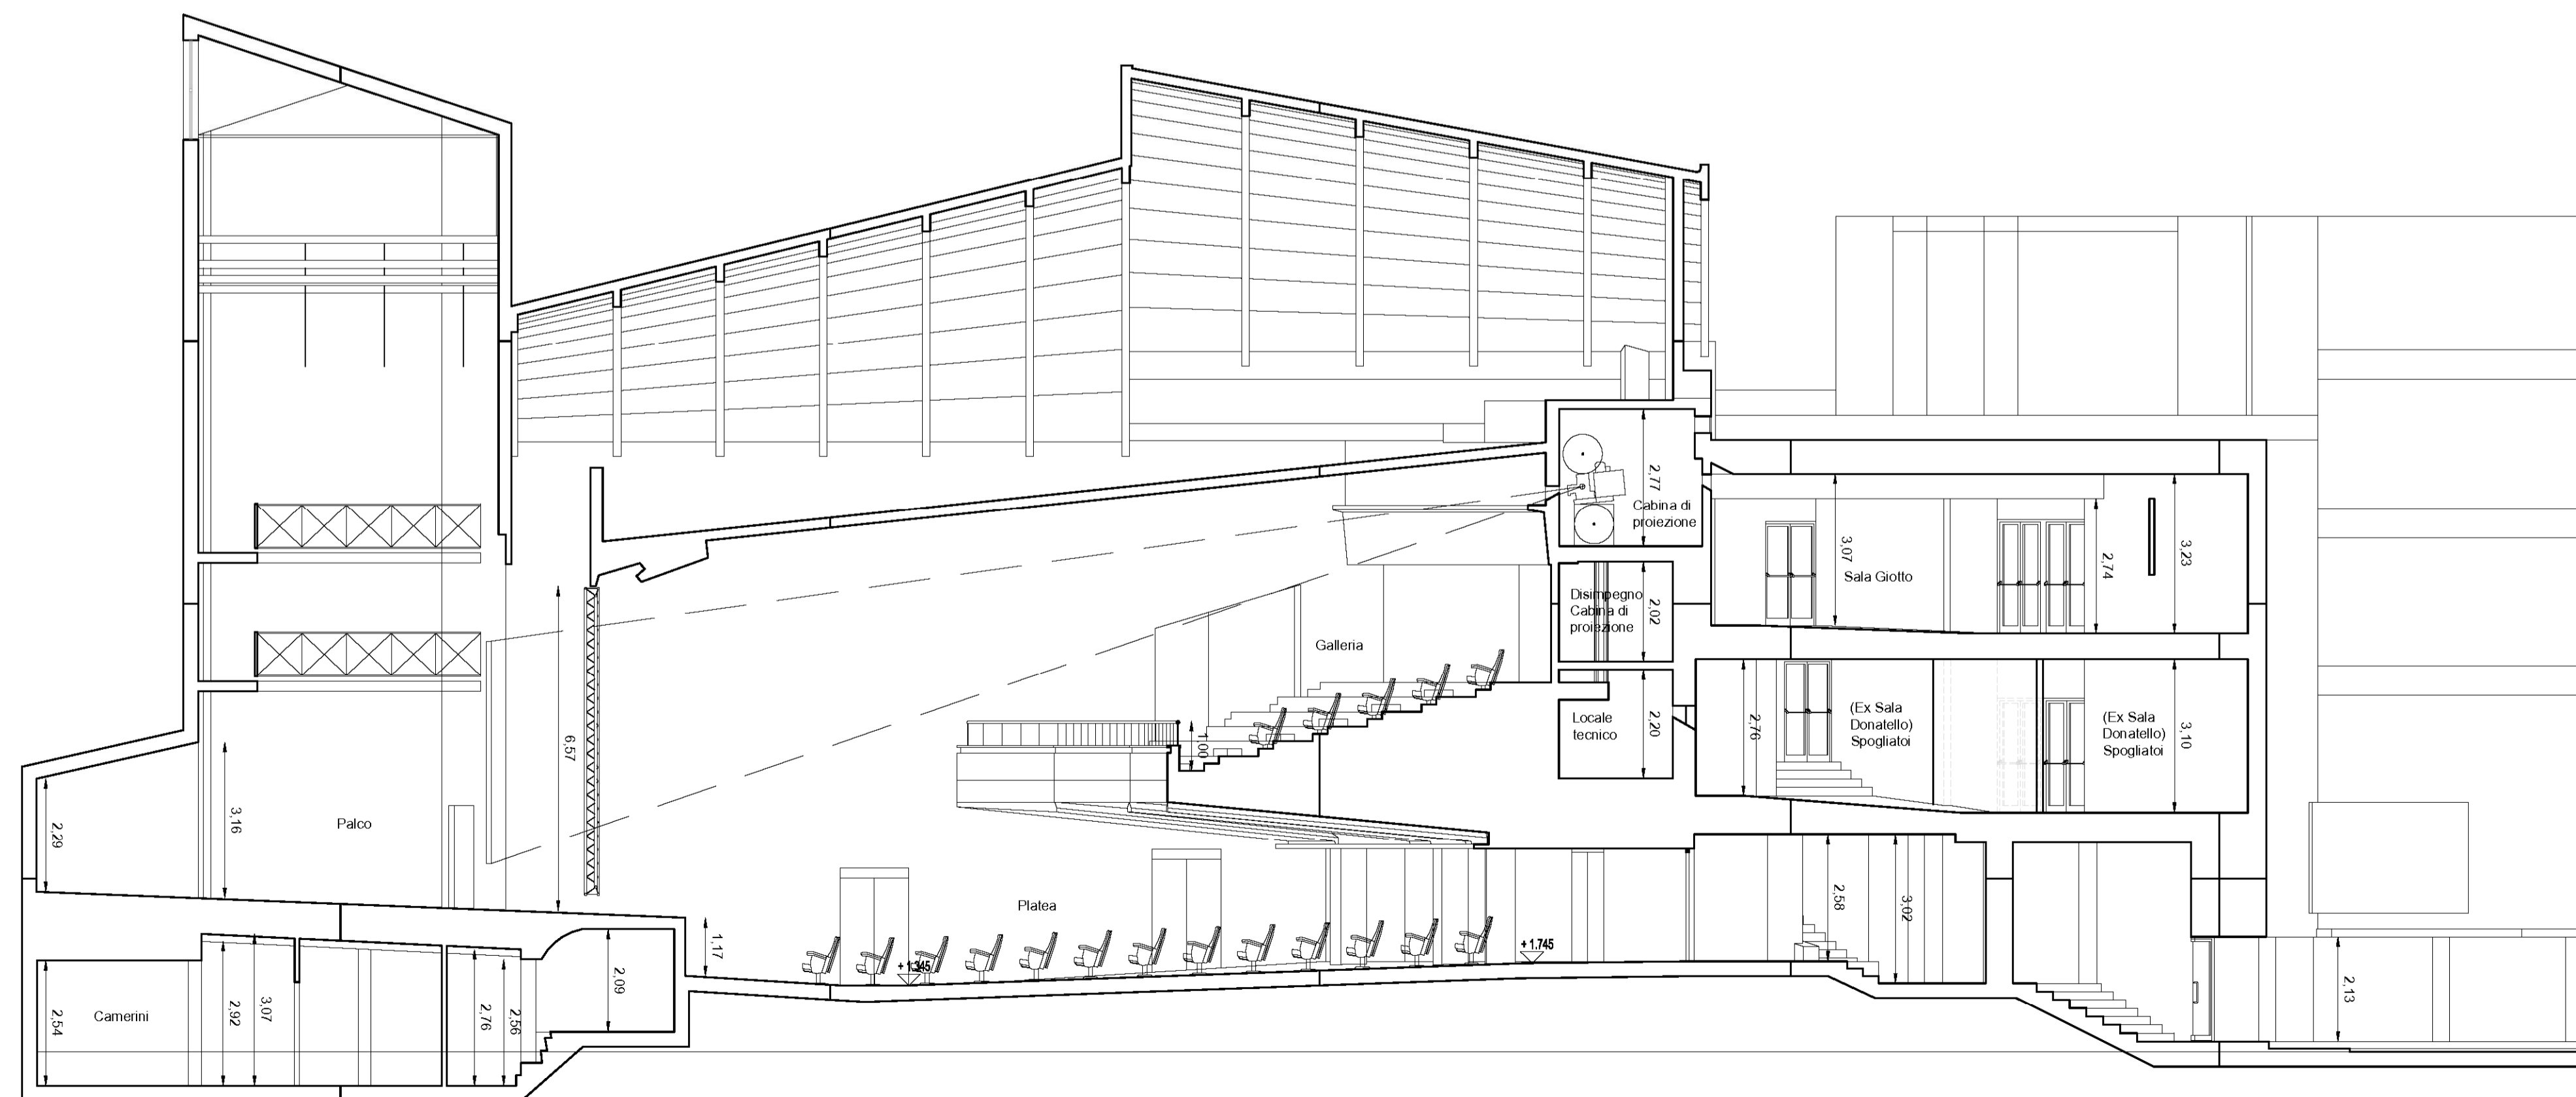 2,77
Cabina di
proiezione
3,07
Sala Giotto
2,74
3,23
Disimpegno
Cabina di
proiezione
2,02
Galleria
6,57
1,00
Locale
tecnico
2,20
2,76
(Ex Sala
Donatello)
Spogliatoi
(Ex Sala
Donatello)
Spogliatoi
3,10
2,29
3,16
Palco
Platea
2,58
3,02
1,17
+ 1.745
2,54
Camerini
2,92
3,07
2,76
2,56
2,09
2,13